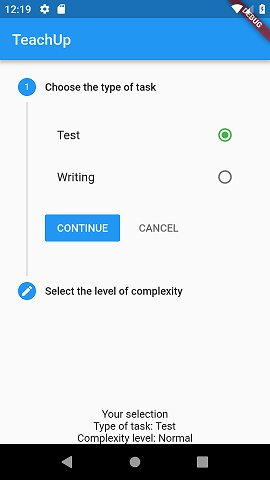 12:19
DEBUG
TeachUp
1 Choose the type of task
Test
Writing
CONTINUE CANCEL
Select the level of complexity
Your selection
Type of task: Test
Complexity level: Normal